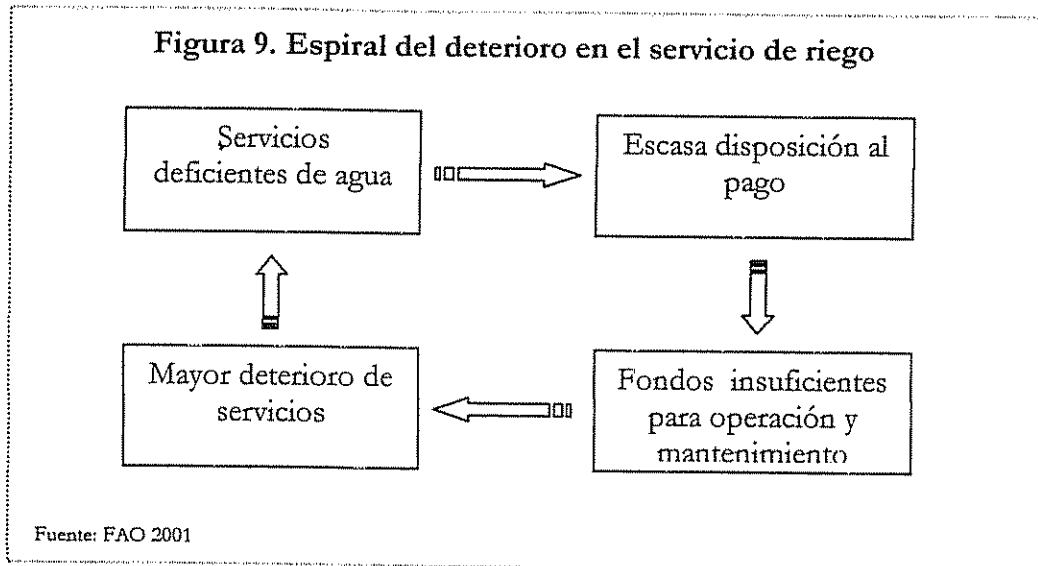 Figura 9. Espiral del deterioro en el servicio de riego
Servicios
deficientes de agua
Escasa disposición al
pago
Mayor deterioro de
servicios
Fondos insuficientes
para operación y
mantenimiento
Fuente: FAO 2001